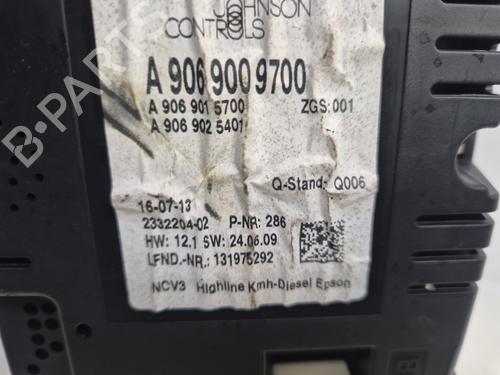 JOHNSON
CONTROLS
A 906 900 9700
A 906 901 5700 ZGS:001
A 906 902 5401
Q-Stand: Q006
16-07-13
2332204-02 P-NR: 286
HW: 12.1 SW: 24.06.09
LFND.-NR.: 131975292
NCV3 Highline Kmh-Diesel Epson
B-Parts